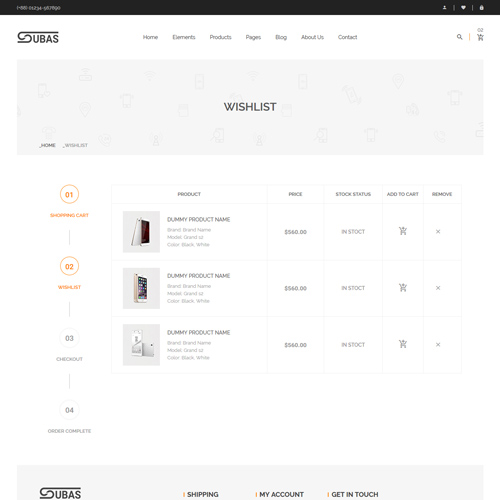 (+88) 01234-567890
SUBAS
Home Elements Products Pages Blog About Us Contact
02
WISHLIST
_HOME _WISHLIST
01
SHOPPING CART
02
WISHLIST
03
CHECKOUT
04
ORDER COMPLETE
PRODUCT PRICE STOCK STATUS ADD TO CART REMOVE
DUMMY PRODUCT NAME
Brand: Brand Name
Model: Grand s2
Color: Black, White
$560.00 IN STOCT
DUMMY PRODUCT NAME
Brand: Brand Name
Model: Grand s2
Color: Black, White
$560.00 IN STOCT
DUMMY PRODUCT NAME
Brand: Brand Name
Model: Grand s2
Color: Black, White
$560.00 IN STOCT
SUBAS
SHIPPING MY ACCOUNT GET IN TOUCH